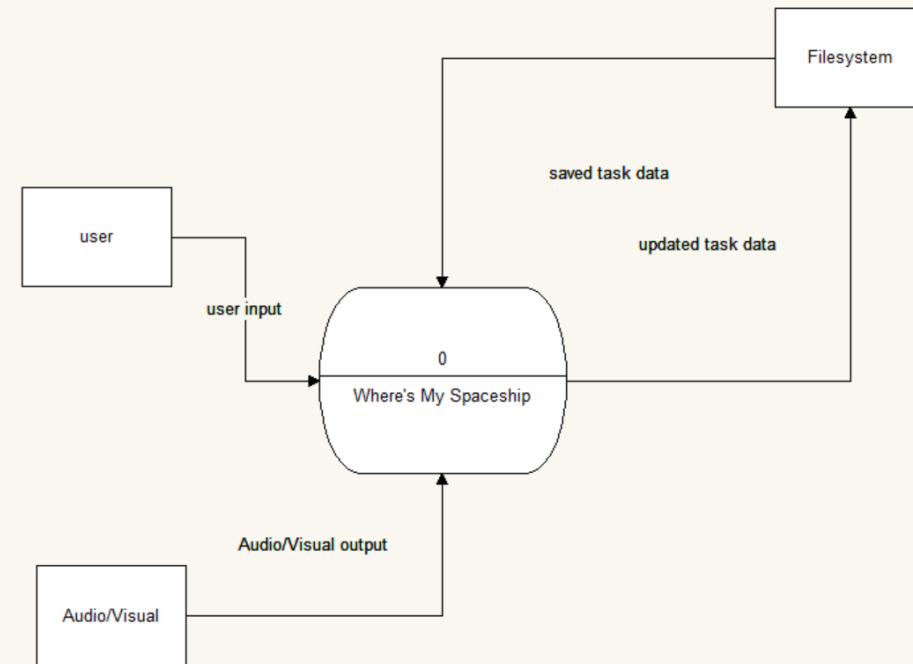 Filesystem
saved task data
user
updated task data
user input
0
Where's My Spaceship
Audio/Visual output
Audio/Visual